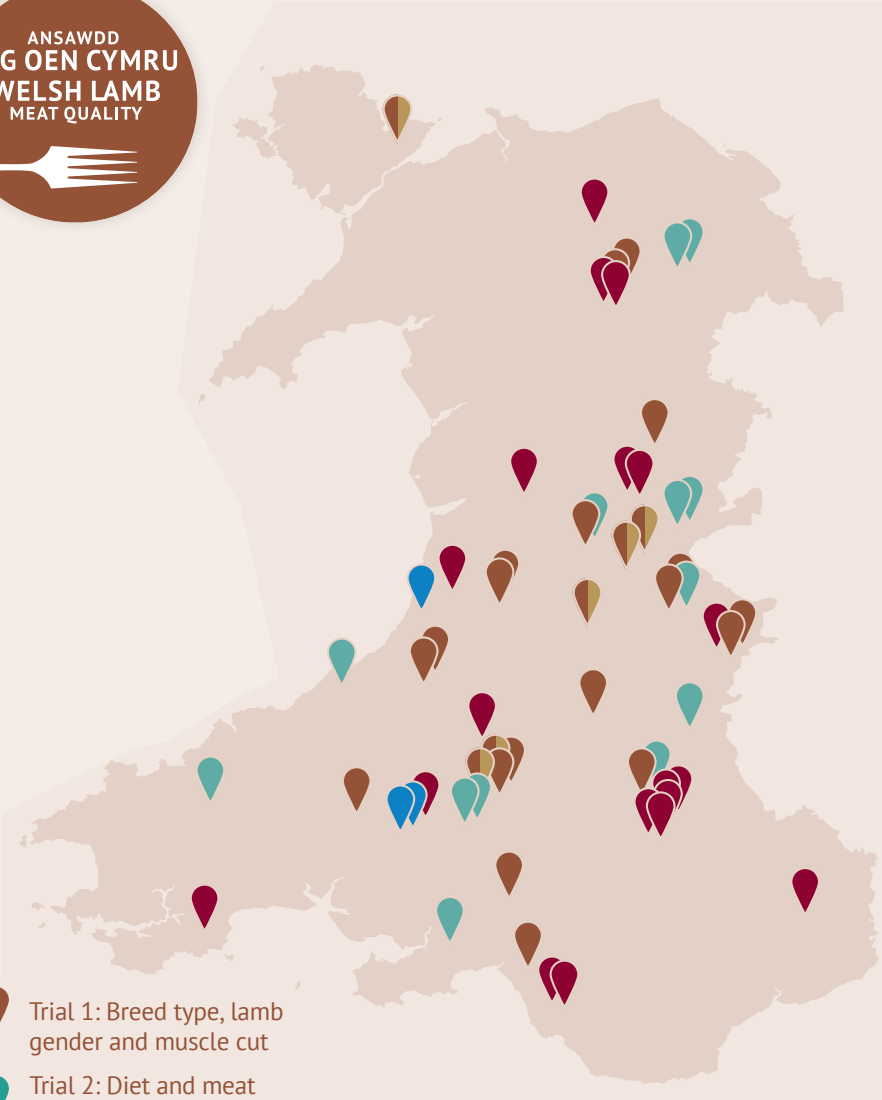 ANSAWDD
G OEN CYMRU
WELSH LAMB
MEAT QUALITY
Trial 1: Breed type, lamb
gender and muscle cut
Trial 2: Diet and meat